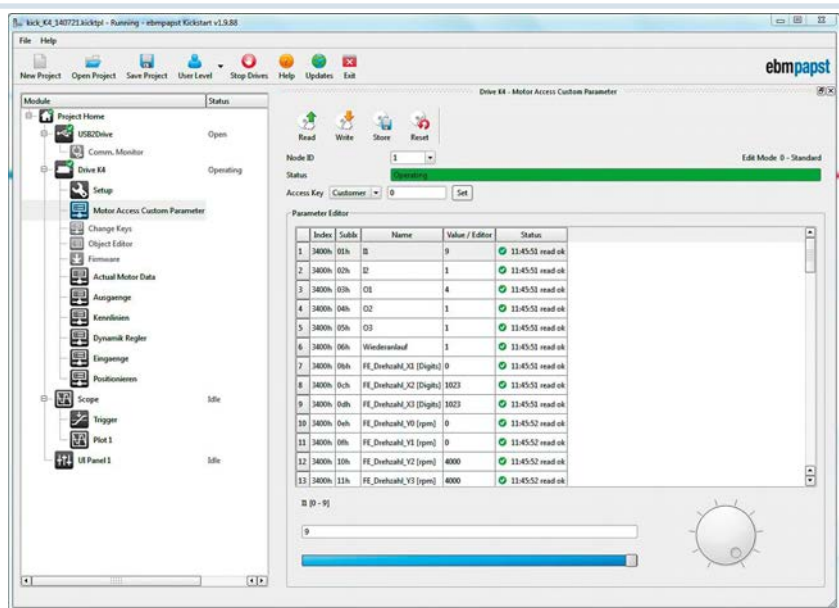 kick_K4_140721.kicktpl - Running - ebmpapst Kickstart v1.9.88
File Help
New Project Open Project Save Project User Level Stop Drives Help Updates Exit
ebmpapst
Drive K4 - Motor Access Custom Parameter
Module Status
Project Home
USB2Drive Open
Comm. Monitor
Drive K4 Operating
Setup
Motor Access Custom Parameter
Change Keys
Object Editor
Firmware
Actual Motor Data
Ausgaenge
Kennlinien
Dynamik Regler
Eingaenge
Positionieren
Scope Idle
Trigger
Plot 1
UI Panel 1 Idle
Read Write Store Reset
Node ID 1 Edit Mode 0 - Standard
Status Operating
Access Key Customer 0 Set
Parameter Editor
Index SubIx Name Value / Editor Status
1 3400h 01h I1 9 11:45:51 read ok
2 3400h 02h I2 1 11:45:51 read ok
3 3400h 03h O1 4 11:45:51 read ok
4 3400h 04h O2 1 11:45:51 read ok
5 3400h 05h O3 1 11:45:51 read ok
6 3400h 06h Wiederanlauf 1 11:45:51 read ok
7 3400h 0bh FE_Drehzahl_X1 [Digits] 0 11:45:51 read ok
8 3400h 0ch FE_Drehzahl_X2 [Digits] 1023 11:45:51 read ok
9 3400h 0dh FE_Drehzahl_X3 [Digits] 1023 11:45:51 read ok
10 3400h 0eh FE_Drehzahl_Y0 [rpm] 0 11:45:52 read ok
11 3400h 0fh FE_Drehzahl_Y1 [rpm] 0 11:45:52 read ok
12 3400h 10h FE_Drehzahl_Y2 [rpm] 4000 11:45:52 read ok
13 3400h 11h FE_Drehzahl_Y3 [rpm] 4000 11:45:52 read ok
I1 [0 - 9]
9